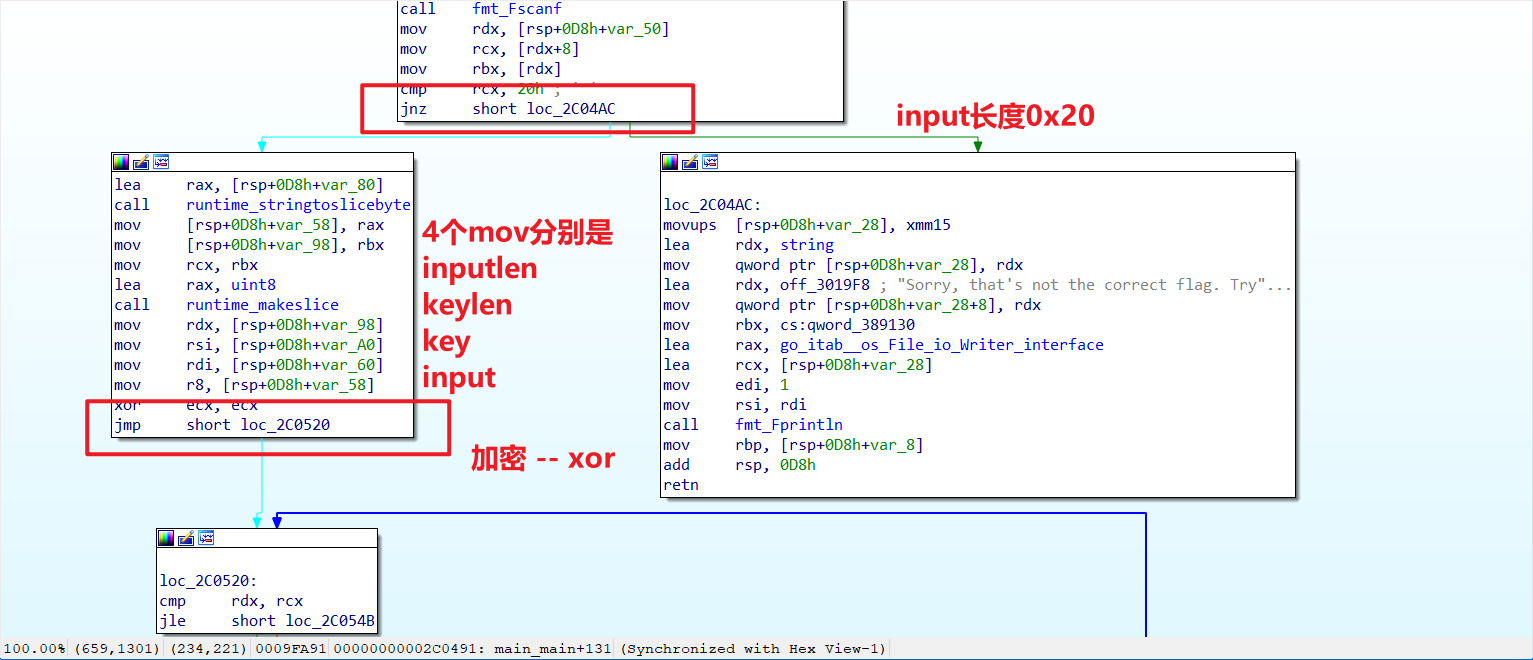 call    fmt_Fscanf
mov     rdx, [rsp+0D8h+var_50]
mov     rcx, [rdx+8]
mov     rbx, [rdx]
cmp     rcx, 20h ;
jnz     short loc_2C04AC
input长度0x20
lea     rax, [rsp+0D8h+var_80]
call    runtime_stringtoslicebyte
mov     [rsp+0D8h+var_58], rax
mov     [rsp+0D8h+var_98], rbx
mov     rcx, rbx
lea     rax, uint8
call    runtime_makeslice
mov     rdx, [rsp+0D8h+var_98]
mov     rsi, [rsp+0D8h+var_A0]
mov     rdi, [rsp+0D8h+var_60]
mov     r8, [rsp+0D8h+var_58]
xor     ecx, ecx
jmp     short loc_2C0520
4个mov分别是
inputlen
keylen
key
input
加密 -- xor
loc_2C04AC:
movups  [rsp+0D8h+var_28], xmm15
lea     rdx, string
mov     qword ptr [rsp+0D8h+var_28], rdx
lea     rdx, off_3019F8 ; "Sorry, that's not the correct flag. Try"...
mov     qword ptr [rsp+0D8h+var_28+8], rdx
mov     rbx, cs:qword_389130
lea     rax, go_itab__os_File_io_Writer_interface
lea     rcx, [rsp+0D8h+var_28]
mov     edi, 1
mov     rsi, rdi
call    fmt_Fprintln
mov     rbp, [rsp+0D8h+var_8]
add     rsp, 0D8h
retn
loc_2C0520:
cmp     rdx, rcx
jle     short loc_2C054B
100.00% (659,1301) (234,221) 0009FA91 00000000002C0491: main_main+131 (Synchronized with Hex View-1)